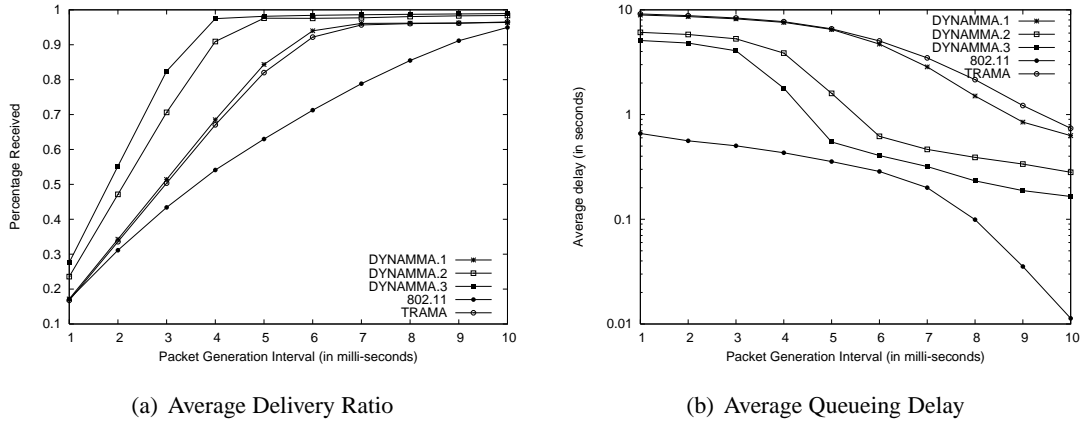 1
0.9
0.8
0.7
0.6
0.5
0.4
0.3
0.2
0.1
Percentage Received
1 2 3 4 5 6 7 8 9 10
Packet Generation Interval (in milli-seconds)
DYNAMMA.1
DYNAMMA.2
DYNAMMA.3
802.11
TRAMA
(a) Average Delivery Ratio
10
1
0.1
0.01
Average delay (in seconds)
1 2 3 4 5 6 7 8 9 10
Packet Generation Interval (in milli-seconds)
DYNAMMA.1
DYNAMMA.2
DYNAMMA.3
802.11
TRAMA
(b) Average Queueing Delay